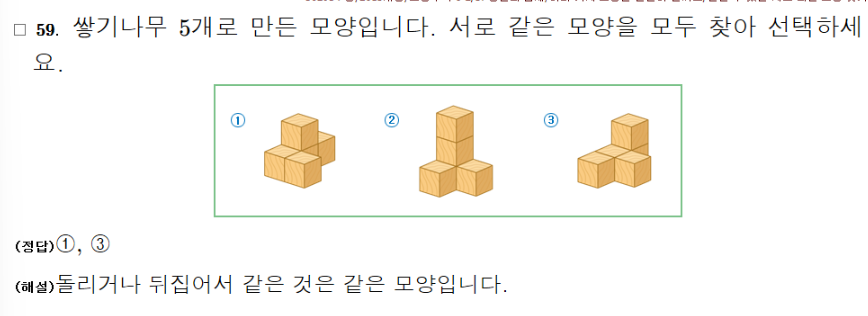 □ 59. 쌓기나무 5개로 만든 모양입니다. 서로 같은 모양을 모두 찾아 선택하세
요.
① ② ③
(정답)①, ③
(해설)돌리거나 뒤집어서 같은 것은 같은 모양입니다.